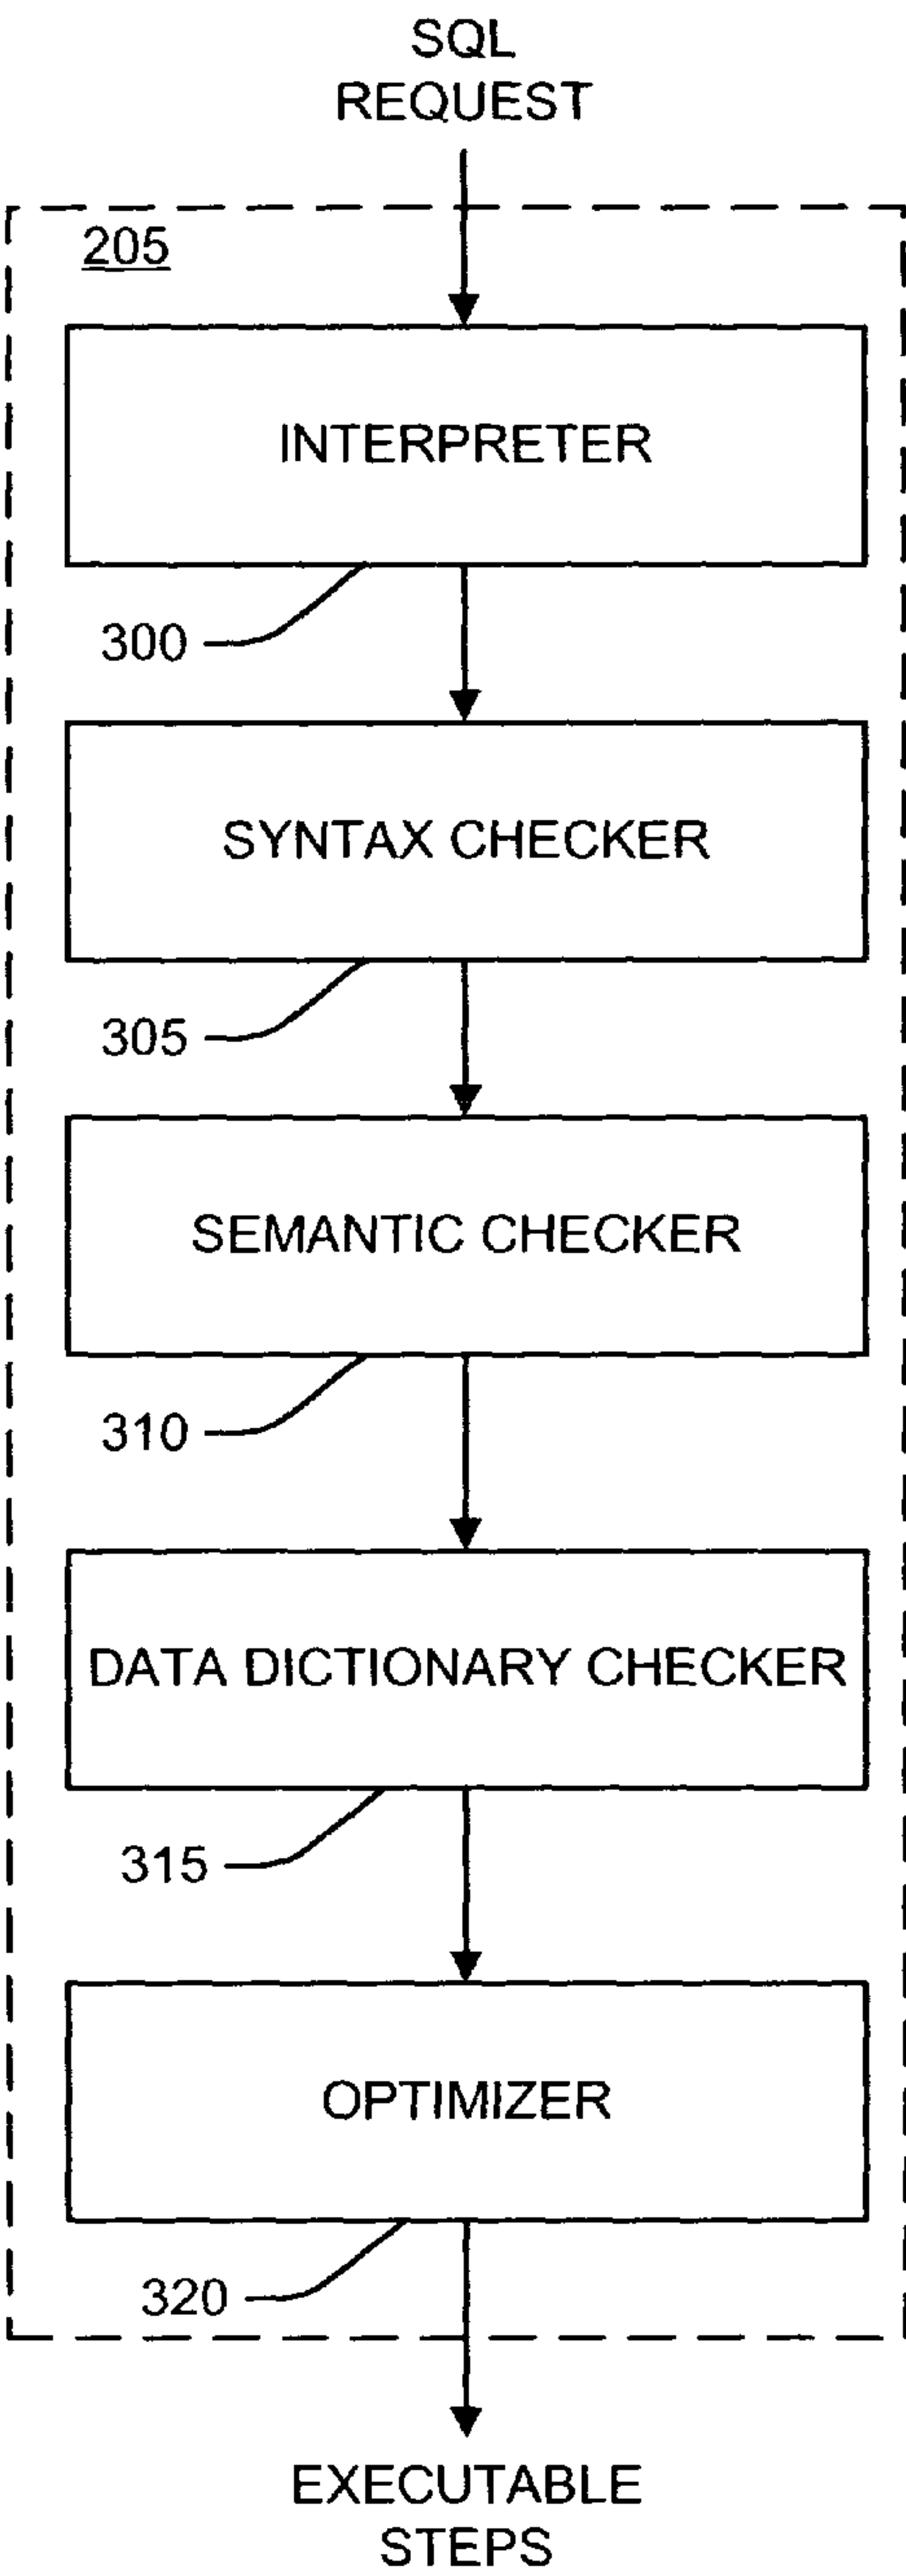 SQL
REQUEST
205
INTERPRETER
300
SYNTAX CHECKER
305
SEMANTIC CHECKER
310
DATA DICTIONARY CHECKER
315
OPTIMIZER
320
EXECUTABLE
STEPS